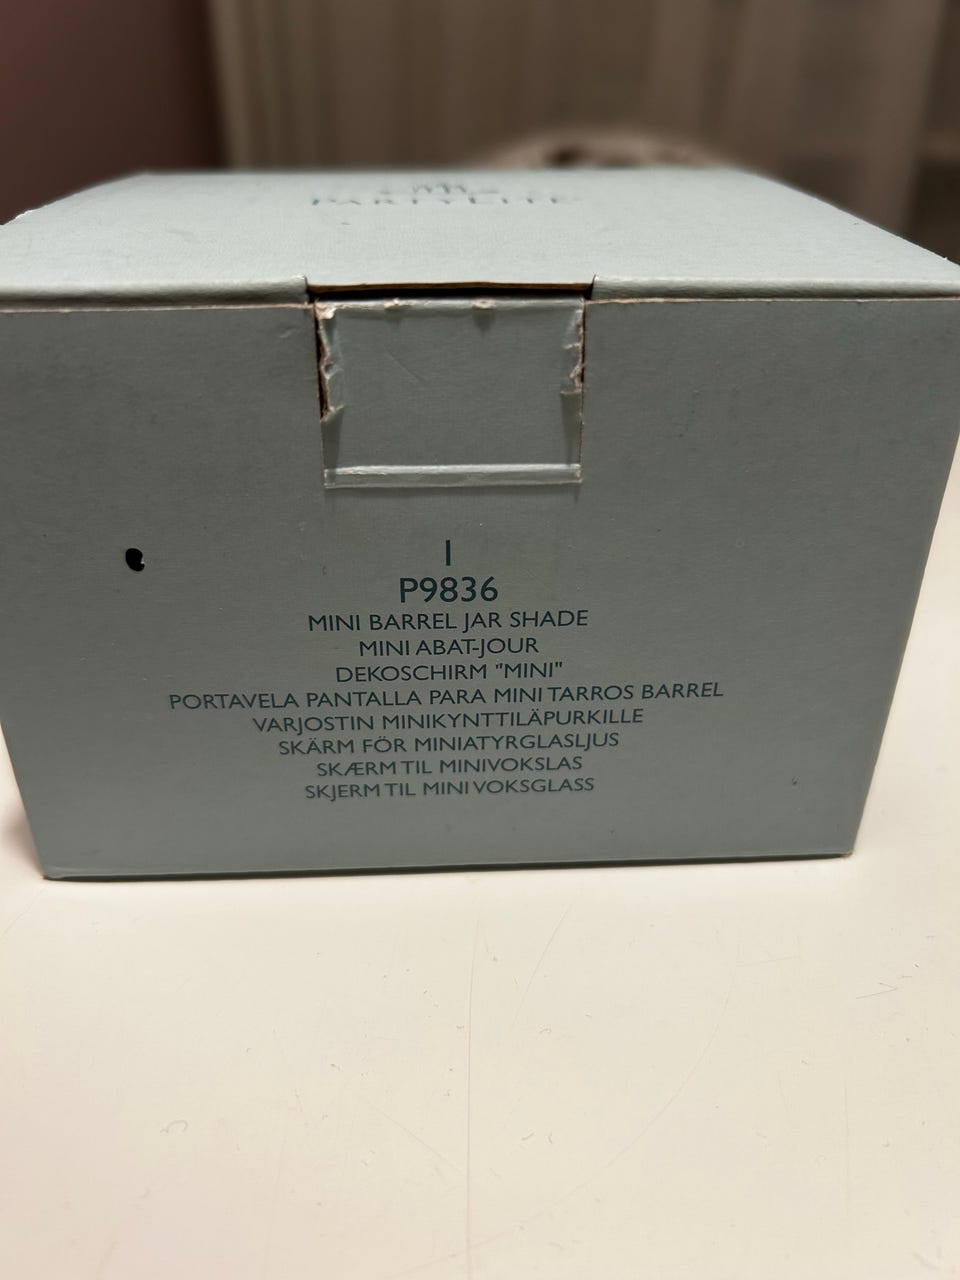 PARTYLITE
1
P9836
MINI BARREL JAR SHADE
MINI ABAT-JOUR
DEKOSCHIRM "MINI"
PORTAVELA PANTALLA PARA MINI TARROS BARREL
VARJOSTIN MINIKYNTTILÄPURKILLE
SKÄRM FÖR MINIATYRGLASLJUS
SKÆRM TIL MINIVOKSLAS
SKJERM TIL MINI VOKSGLASS